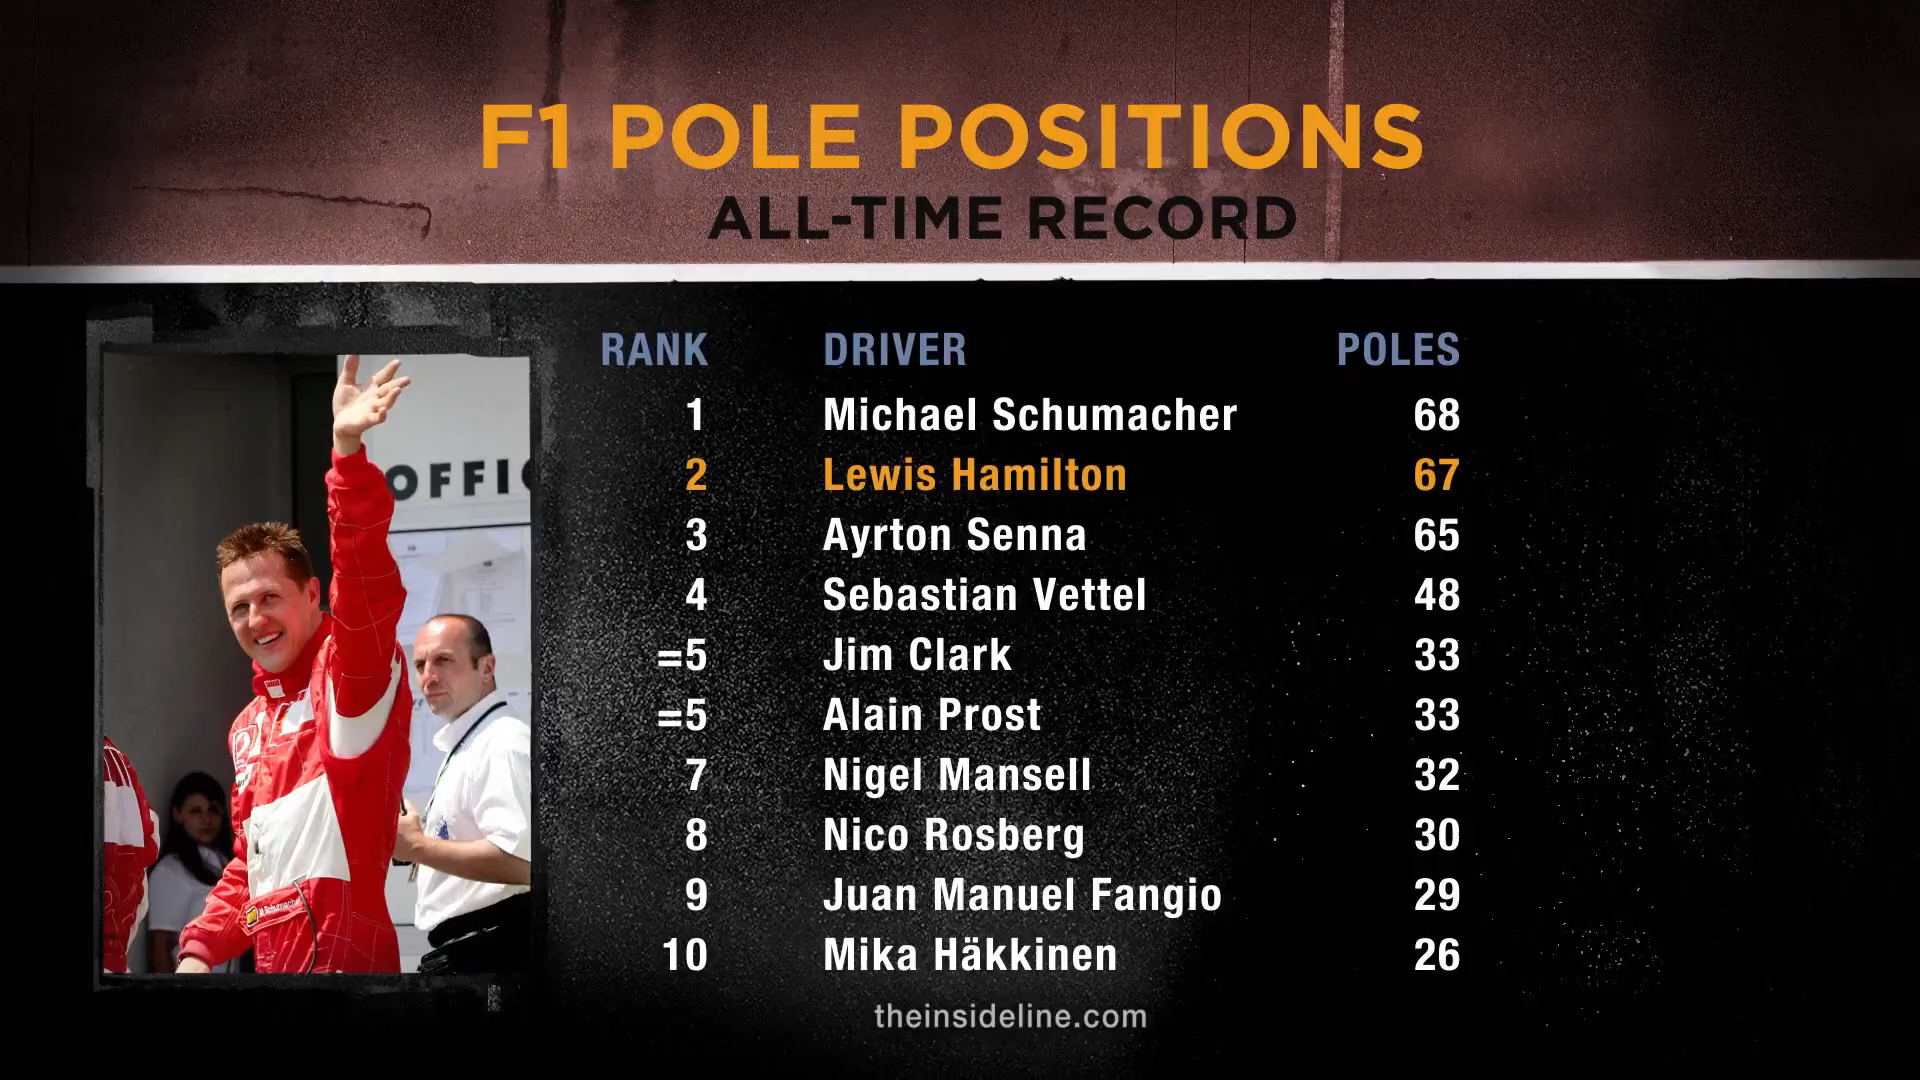 F1 POLE POSITIONS
ALL-TIME RECORD
RANK DRIVER POLES
1 Michael Schumacher 68
2 Lewis Hamilton 67
3 Ayrton Senna 65
4 Sebastian Vettel 48
=5 Jim Clark 33
=5 Alain Prost 33
7 Nigel Mansell 32
8 Nico Rosberg 30
9 Juan Manuel Fangio 29
10 Mika Häkkinen 26
theinsideline.com
OFFIC
M.Schumacher